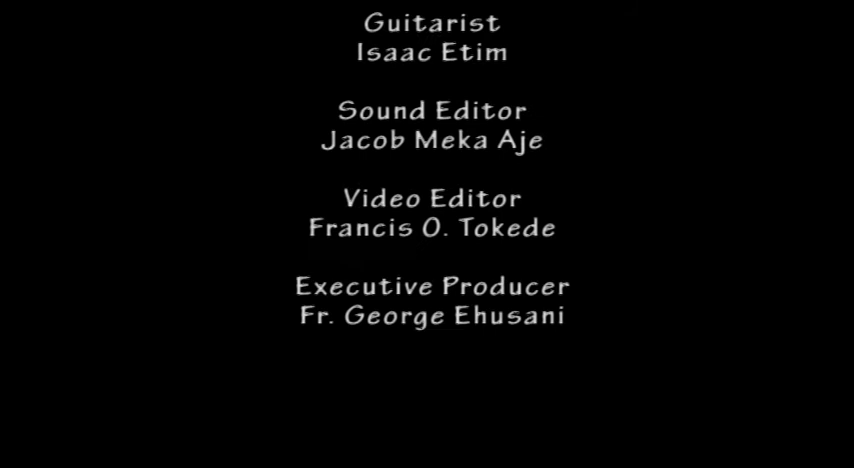 Guitarist
Isaac Etim
Sound Editor
Jacob Meka Aje
Video Editor
Francis O. Tokede
Executive Producer
Fr. George Ehusani